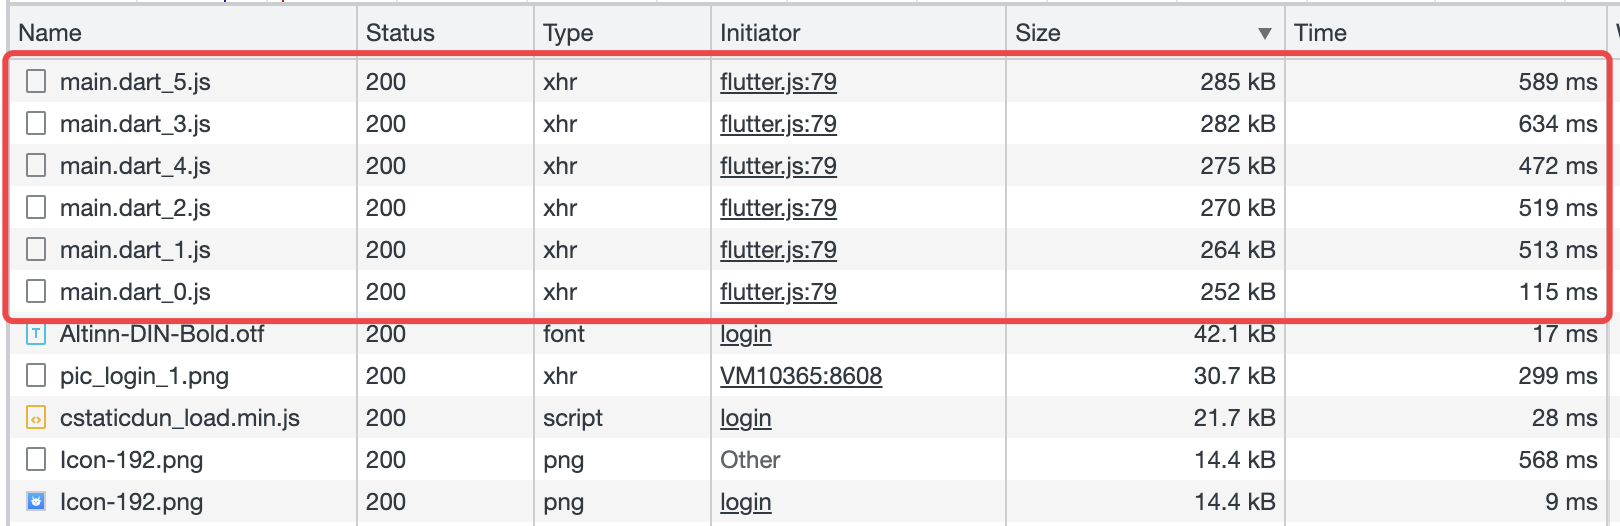 Name Status Type Initiator Size ▼ Time
main.dart_5.js 200 xhr flutter.js:79 285 kB 589 ms
main.dart_3.js 200 xhr flutter.js:79 282 kB 634 ms
main.dart_4.js 200 xhr flutter.js:79 275 kB 472 ms
main.dart_2.js 200 xhr flutter.js:79 270 kB 519 ms
main.dart_1.js 200 xhr flutter.js:79 264 kB 513 ms
main.dart_0.js 200 xhr flutter.js:79 252 kB 115 ms
Altinn-DIN-Bold.otf 200 font login 42.1 kB 17 ms
pic_login_1.png 200 xhr VM10365:8608 30.7 kB 299 ms
cstaticdun_load.min.js 200 script login 21.7 kB 28 ms
Icon-192.png 200 png Other 14.4 kB 568 ms
Icon-192.png 200 png login 14.4 kB 9 ms